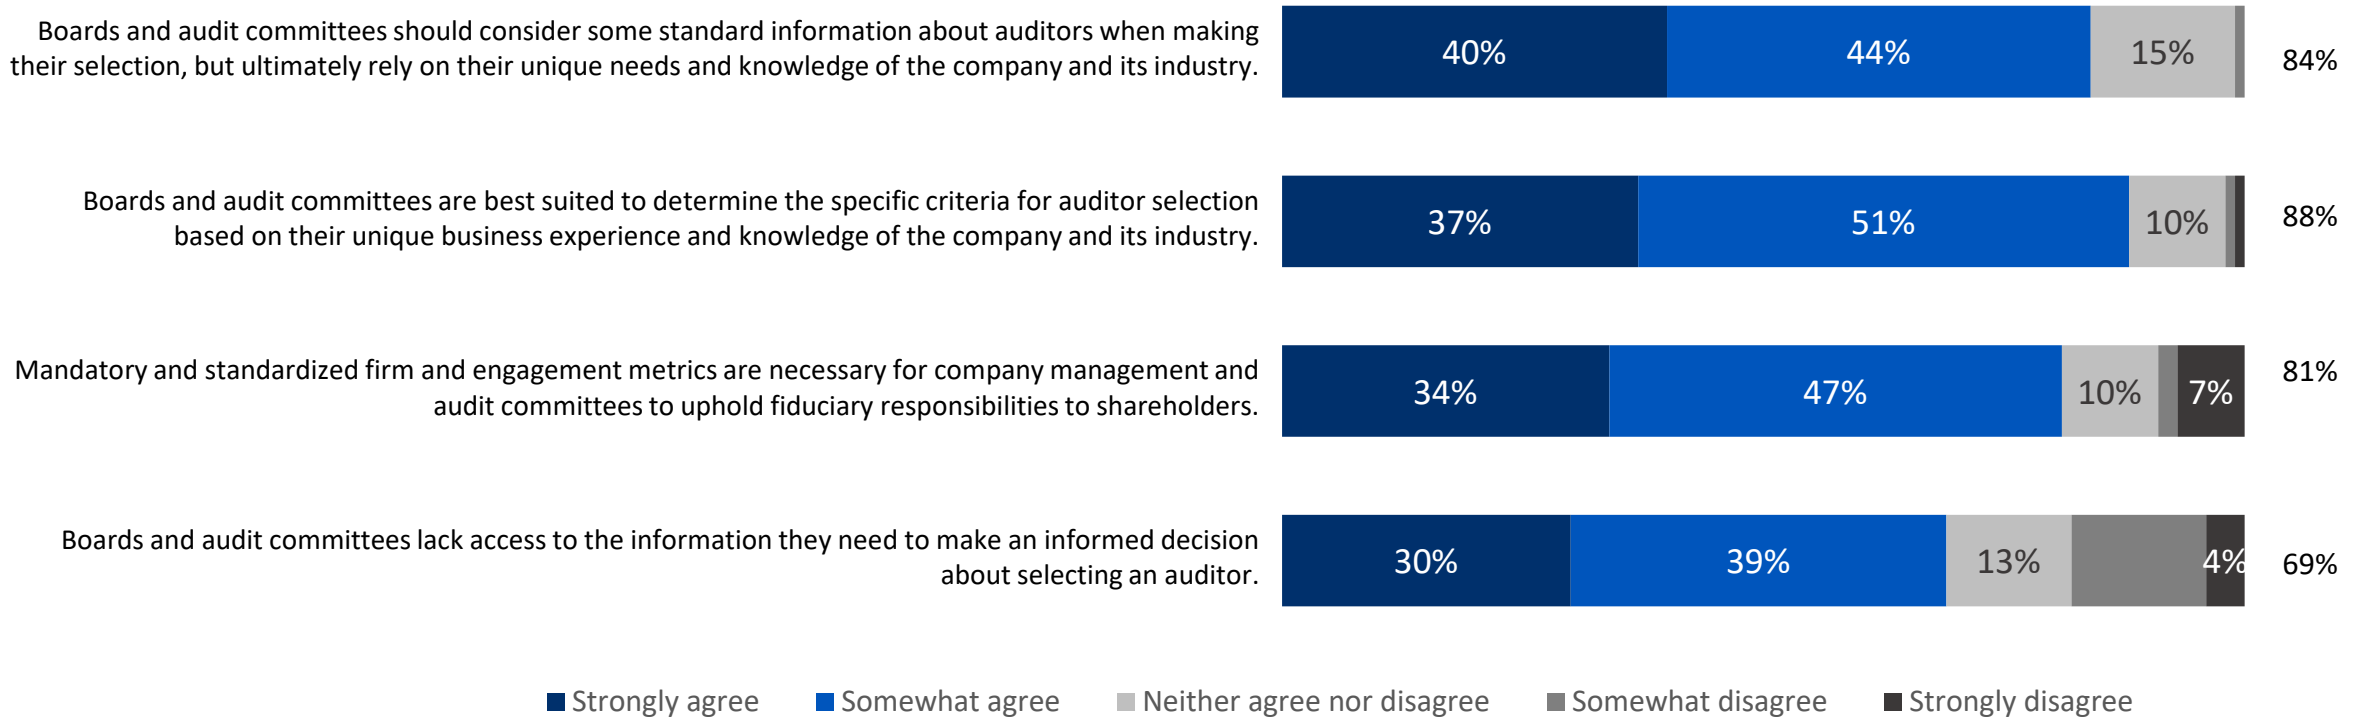 Boards and audit committees should consider some standard information about auditors when making
their selection, but ultimately rely on their unique needs and knowledge of the company and its industry.
40% 44% 15% 84%
Boards and audit committees are best suited to determine the specific criteria for auditor selection
based on their unique business experience and knowledge of the company and its industry.
37% 51% 10% 88%
Mandatory and standardized firm and engagement metrics are necessary for company management and
audit committees to uphold fiduciary responsibilities to shareholders.
34% 47% 10% 7% 81%
Boards and audit committees lack access to the information they need to make an informed decision
about selecting an auditor.
30% 39% 13% 4% 69%
Strongly agree Somewhat agree Neither agree nor disagree Somewhat disagree Strongly disagree